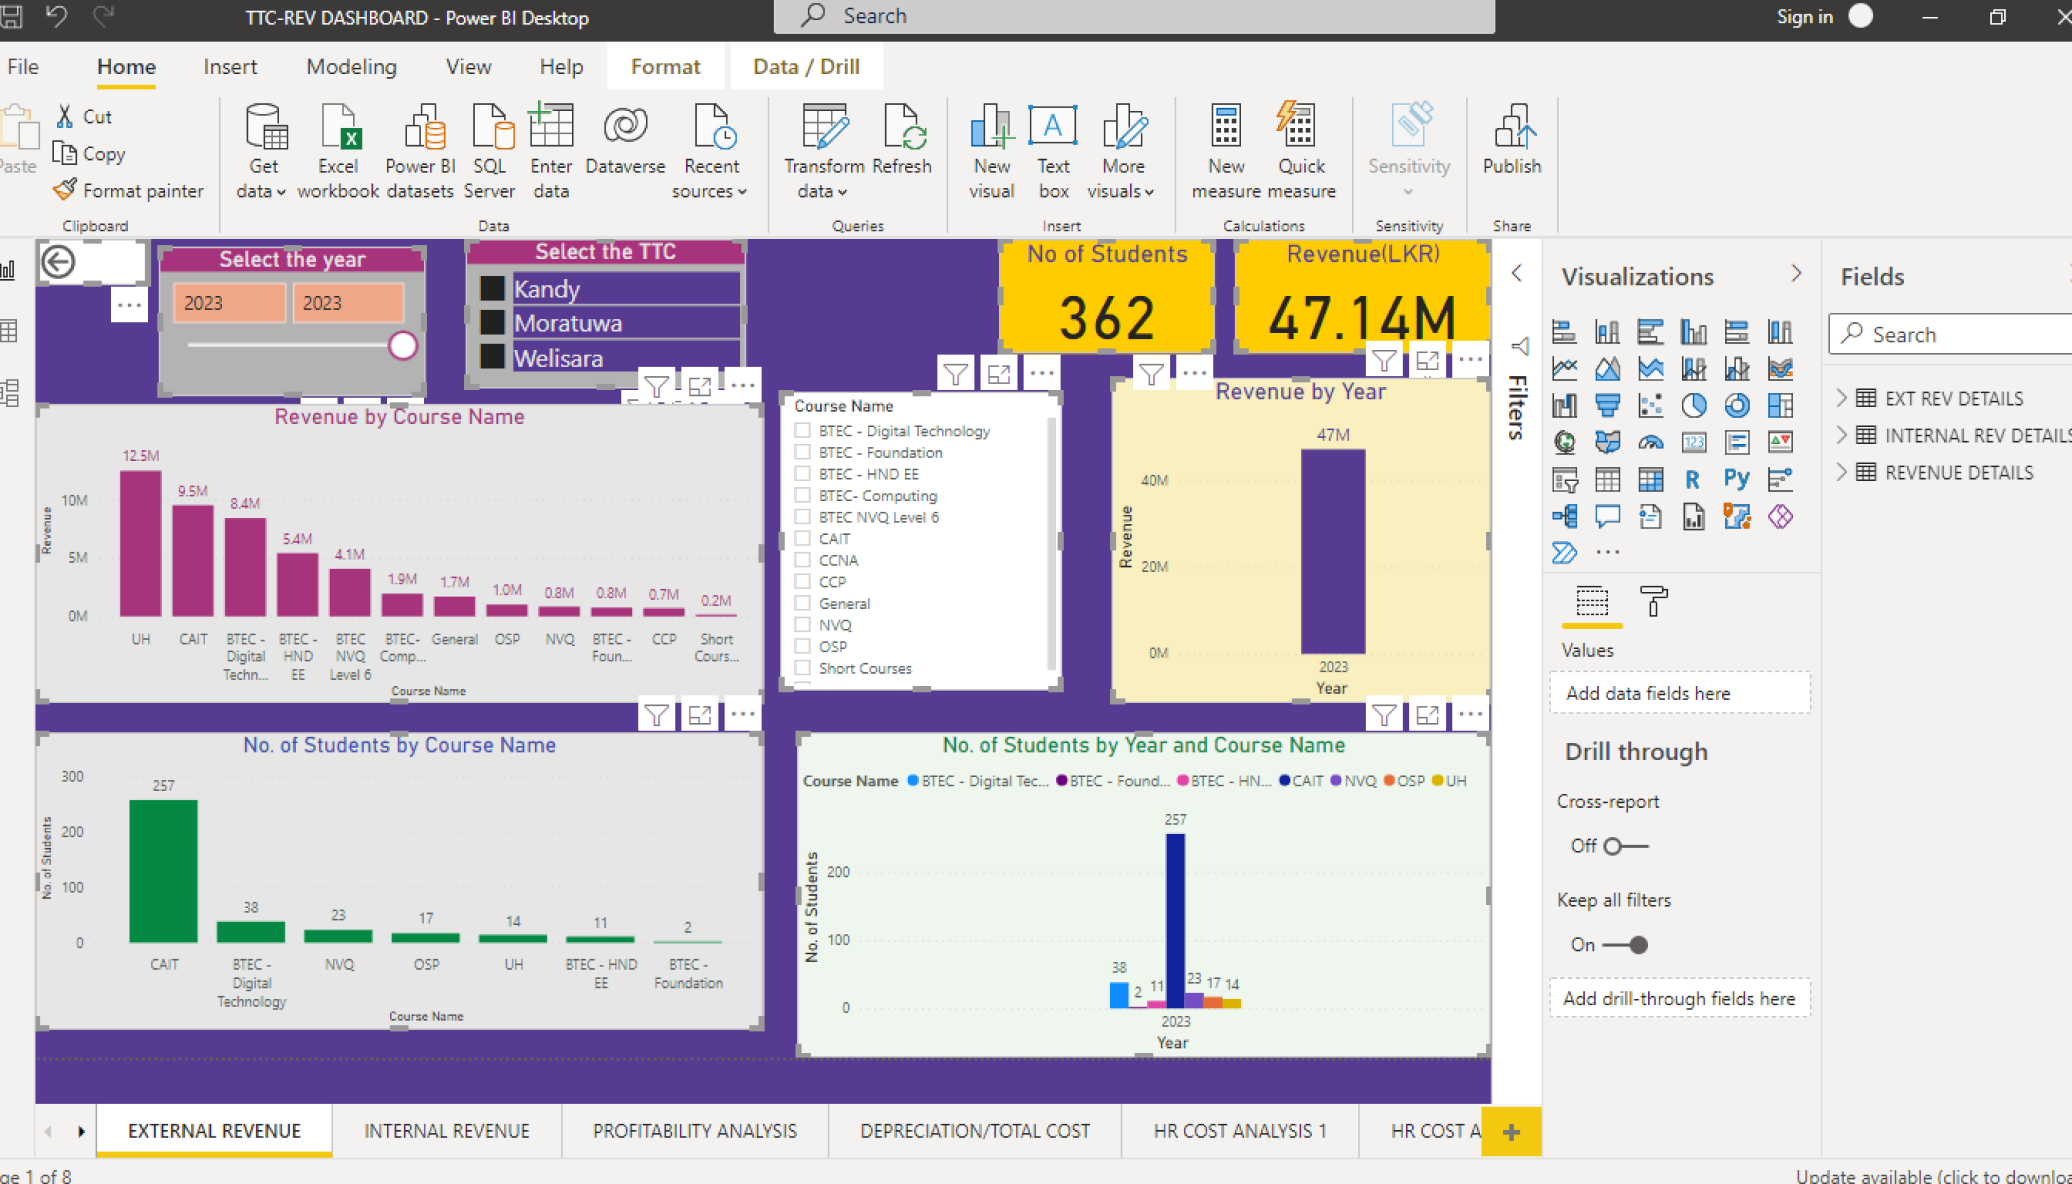 TTC-REV DASHBOARD - Power BI Desktop
Search
Sign in
File
Home
Insert
Modeling
View
Help
Format
Data / Drill
Paste
Cut
Copy
Format painter
Clipboard
Get data
Excel workbook
Power BI datasets
SQL Server
Enter data
Dataverse
Recent sources
Data
Transform data
Refresh
Queries
New visual
Text box
More visuals
Insert
New measure
Quick measure
Calculations
Sensitivity
Sensitivity
Publish
Share
Select the year
2023
2023
Select the TTC
Kandy
Moratuwa
Welisara
No of Students
362
Revenue(LKR)
47.14M
Revenue by Course Name
Revenue
10M
5M
0M
12.5M
9.5M
8.4M
5.4M
4.1M
1.9M
1.7M
1.0M
0.8M
0.8M
0.7M
0.2M
UH
CAIT
BTEC - Digital Techn...
BTEC - HND EE
BTEC NVQ Level 6
BTEC- Comp...
General
OSP
NVQ
BTEC - Foun...
CCP
Short Cours...
Course Name
Course Name
BTEC - Digital Technology
BTEC - Foundation
BTEC - HND EE
BTEC- Computing
BTEC NVQ Level 6
CAIT
CCNA
CCP
General
NVQ
OSP
Short Courses
Revenue by Year
47M
Revenue
40M
20M
0M
2023
Year
No. of Students by Course Name
No. of Students
300
200
100
0
257
38
23
17
14
11
2
CAIT
BTEC - Digital Technology
NVQ
OSP
UH
BTEC - HND EE
BTEC - Foundation
Course Name
No. of Students by Year and Course Name
Course Name
BTEC - Digital Tec...
BTEC - Found...
BTEC - HN...
CAIT
NVQ
OSP
UH
No. of Students
200
100
0
38
2
11
257
23
17
14
2023
Year
Filters
Visualizations
123
R
Py
Values
Add data fields here
Drill through
Cross-report
Off
Keep all filters
On
Add drill-through fields here
Fields
Search
EXT REV DETAILS
INTERNAL REV DETAILS
REVENUE DETAILS
EXTERNAL REVENUE
INTERNAL REVENUE
PROFITABILITY ANALYSIS
DEPRECIATION/TOTAL COST
HR COST ANALYSIS 1
HR COST A
ge 1 of 8
Update available (click to downloa